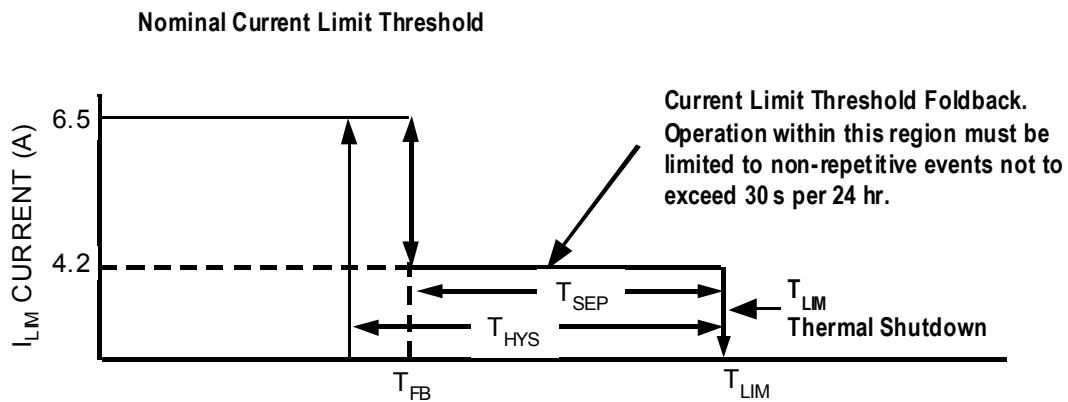 Nominal Current Limit Threshold
Current Limit Threshold Foldback.
Operation within this region must be
limited to non-repetitive events not to
exceed 30 s per 24 hr.
6.5
4.2
I_LIM CURRENT (A)
T_SEP
T_HYS
T_LIM
Thermal Shutdown
T_FB
T_LIM